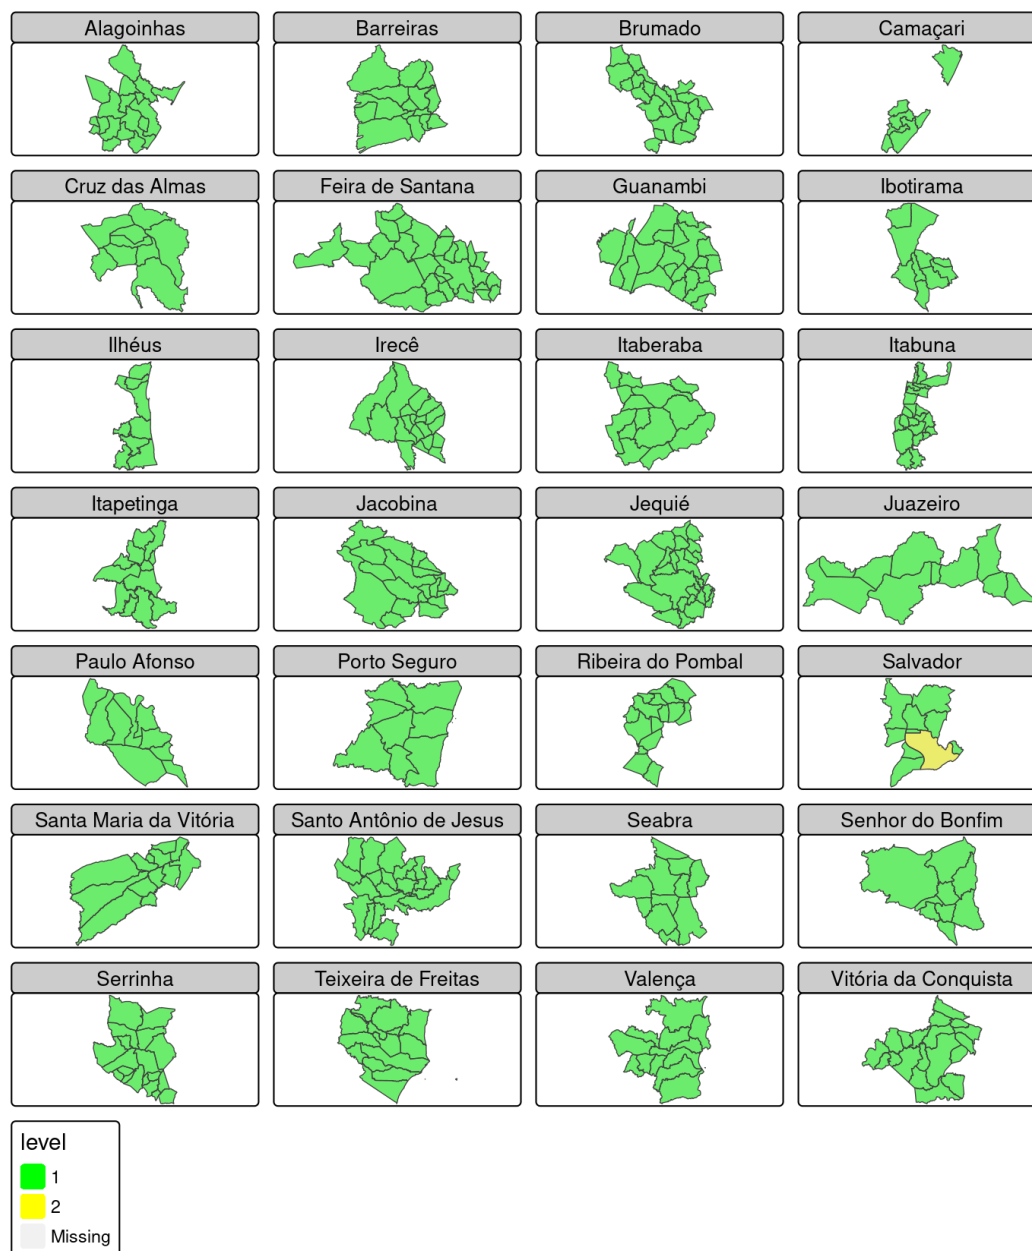 Alagoinhas
Barreiras
Brumado
Camaçari
Cruz das Almas
Feira de Santana
Guanambi
Ibotirama
Ilhéus
Irecê
Itaberaba
Itabuna
Itapetinga
Jacobina
Jequié
Juazeiro
Paulo Afonso
Porto Seguro
Ribeira do Pombal
Salvador
Santa Maria da Vitória
Santo Antônio de Jesus
Seabra
Senhor do Bonfim
Serrinha
Teixeira de Freitas
Valença
Vitória da Conquista
level
1
2
Missing